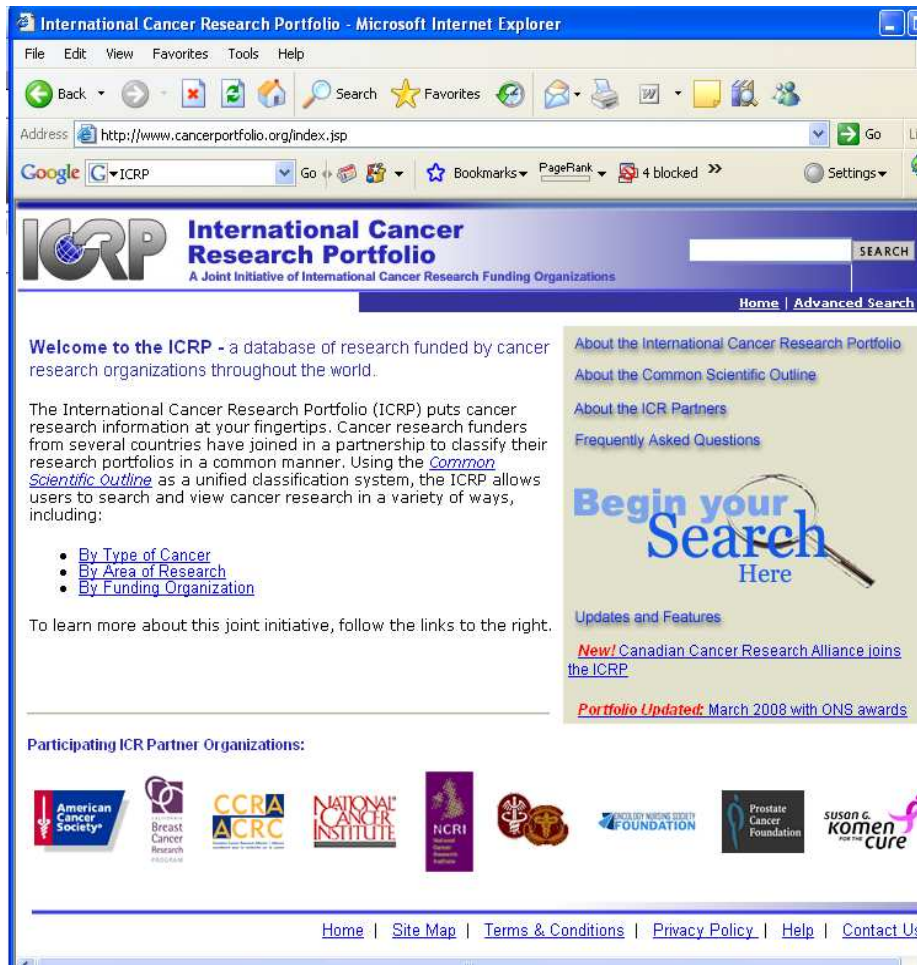 International Cancer Research Portfolio - Microsoft Internet Explorer
File Edit View Favorites Tools Help
Back Search Favorites
Address http://www.cancerportfolio.org/index.jsp Go
Google G ICRP Go Bookmarks PageRank 4 blocked » Settings
ICRP International Cancer
Research Portfolio
A Joint Initiative of International Cancer Research Funding Organizations
SEARCH
Home | Advanced Search
Welcome to the ICRP - a database of research funded by cancer
research organizations throughout the world.
The International Cancer Research Portfolio (ICRP) puts cancer
research information at your fingertips. Cancer research funders
from several countries have joined in a partnership to classify their
research portfolios in a common manner. Using the Common
Scientific Outline as a unified classification system, the ICRP allows
users to search and view cancer research in a variety of ways,
including:
• By Type of Cancer
• By Area of Research
• By Funding Organization
To learn more about this joint initiative, follow the links to the right.
About the International Cancer Research Portfolio
About the Common Scientific Outline
About the ICR Partners
Frequently Asked Questions
Begin your
Search
Here
Updates and Features
New! Canadian Cancer Research Alliance joins
the ICRP
Portfolio Updated: March 2008 with ONS awards
Participating ICR Partner Organizations:
American
Cancer
Society®
Breast
Cancer
Research
PROGRAM
CCRA
ACRC
NATIONAL
CANCER
INSTITUTE
NCRI
ONCOLOGY NURSING SOCIETY
FOUNDATION
Prostate
Cancer
Foundation
SUSAN G.
Komen
FOR THE
CURE
Home | Site Map | Terms & Conditions | Privacy Policy | Help | Contact Us